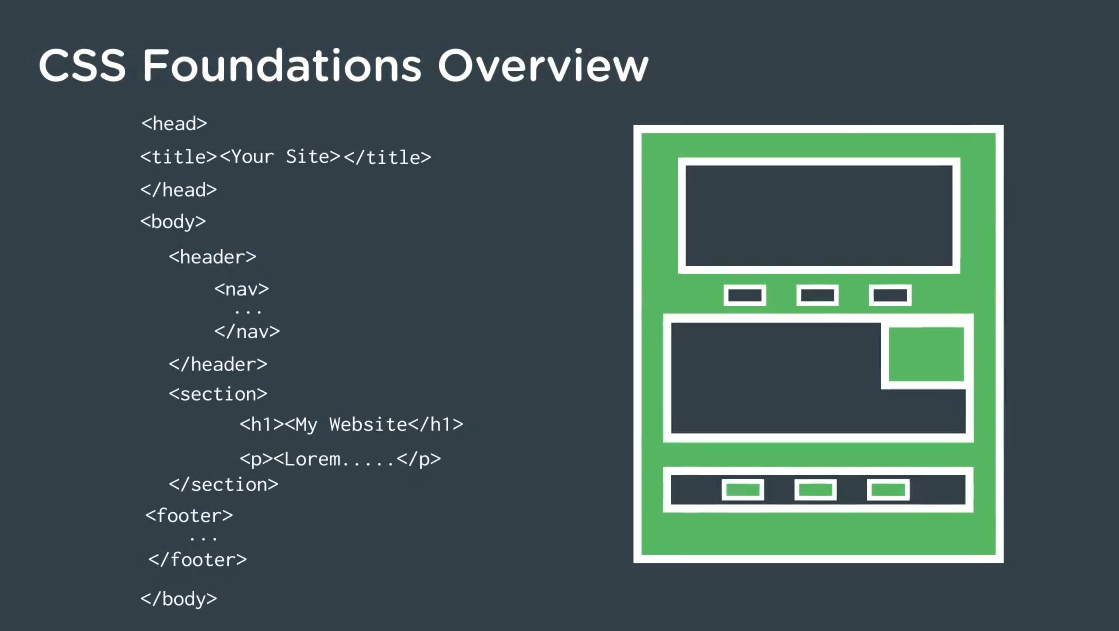 CSS Foundations Overview
<head>
<title><Your Site></title>
</head>
<body>
<header>
<nav>
...
</nav>
</header>
<section>
<h1><My Website</h1>
<p><Lorem.....</p>
</section>
<footer>
...
</footer>
</body>